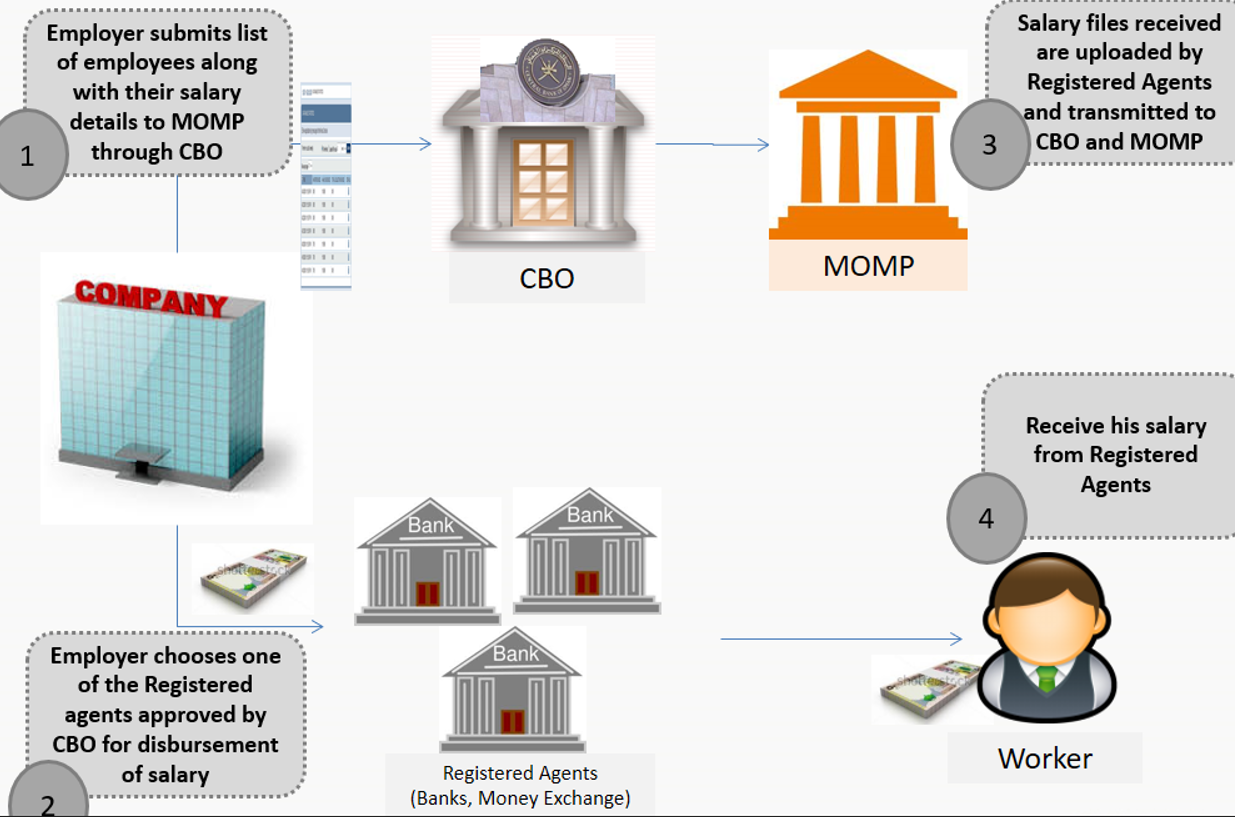 Employer submits list
of employees along
with their salary
details to MOMP
through CBO
1
CBO
MOMP
Salary files received
are uploaded by
Registered Agents
and transmitted to
CBO and MOMP
3
COMPANY
Receive his salary
from Registered
Agents
4
Bank
Bank
Bank
shutterstock
Employer chooses one
of the Registered
agents approved by
CBO for disbursement
of salary
2
Registered Agents
(Banks, Money Exchange)
shutterstock
Worker